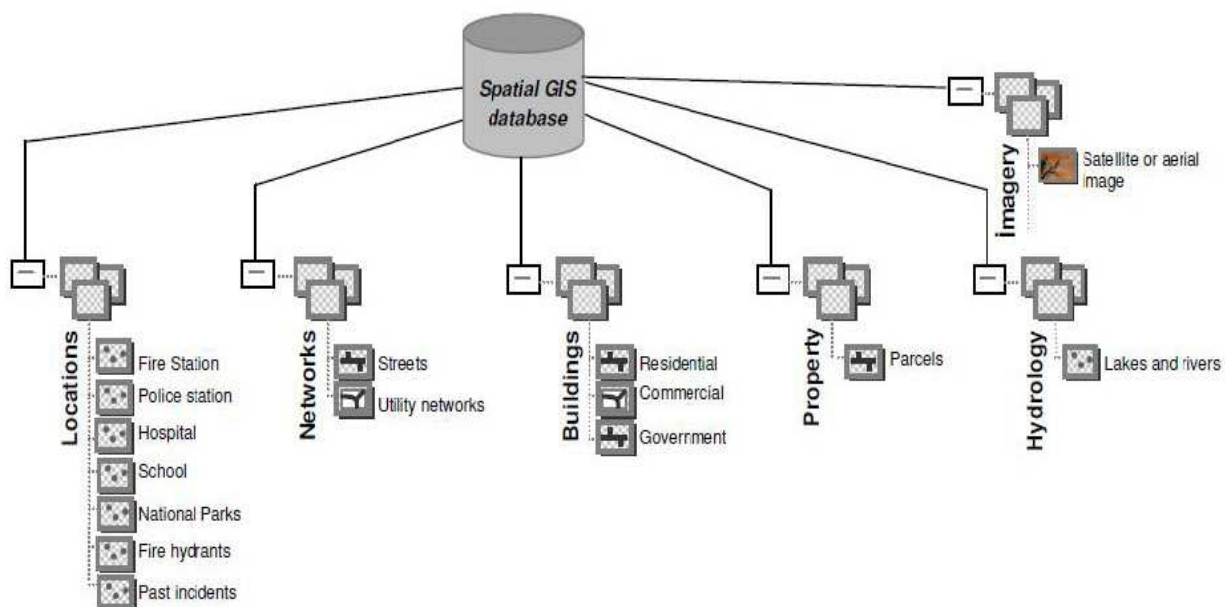 Spatial GIS
database
imagery
Satellite or aerial
image
Locations
Fire Station
Police station
Hospital
School
National Parks
Fire hydrants
Past incidents
Networks
Streets
Utility networks
Buildings
Residential
Commercial
Government
Property
Parcels
Hydrology
Lakes and rivers